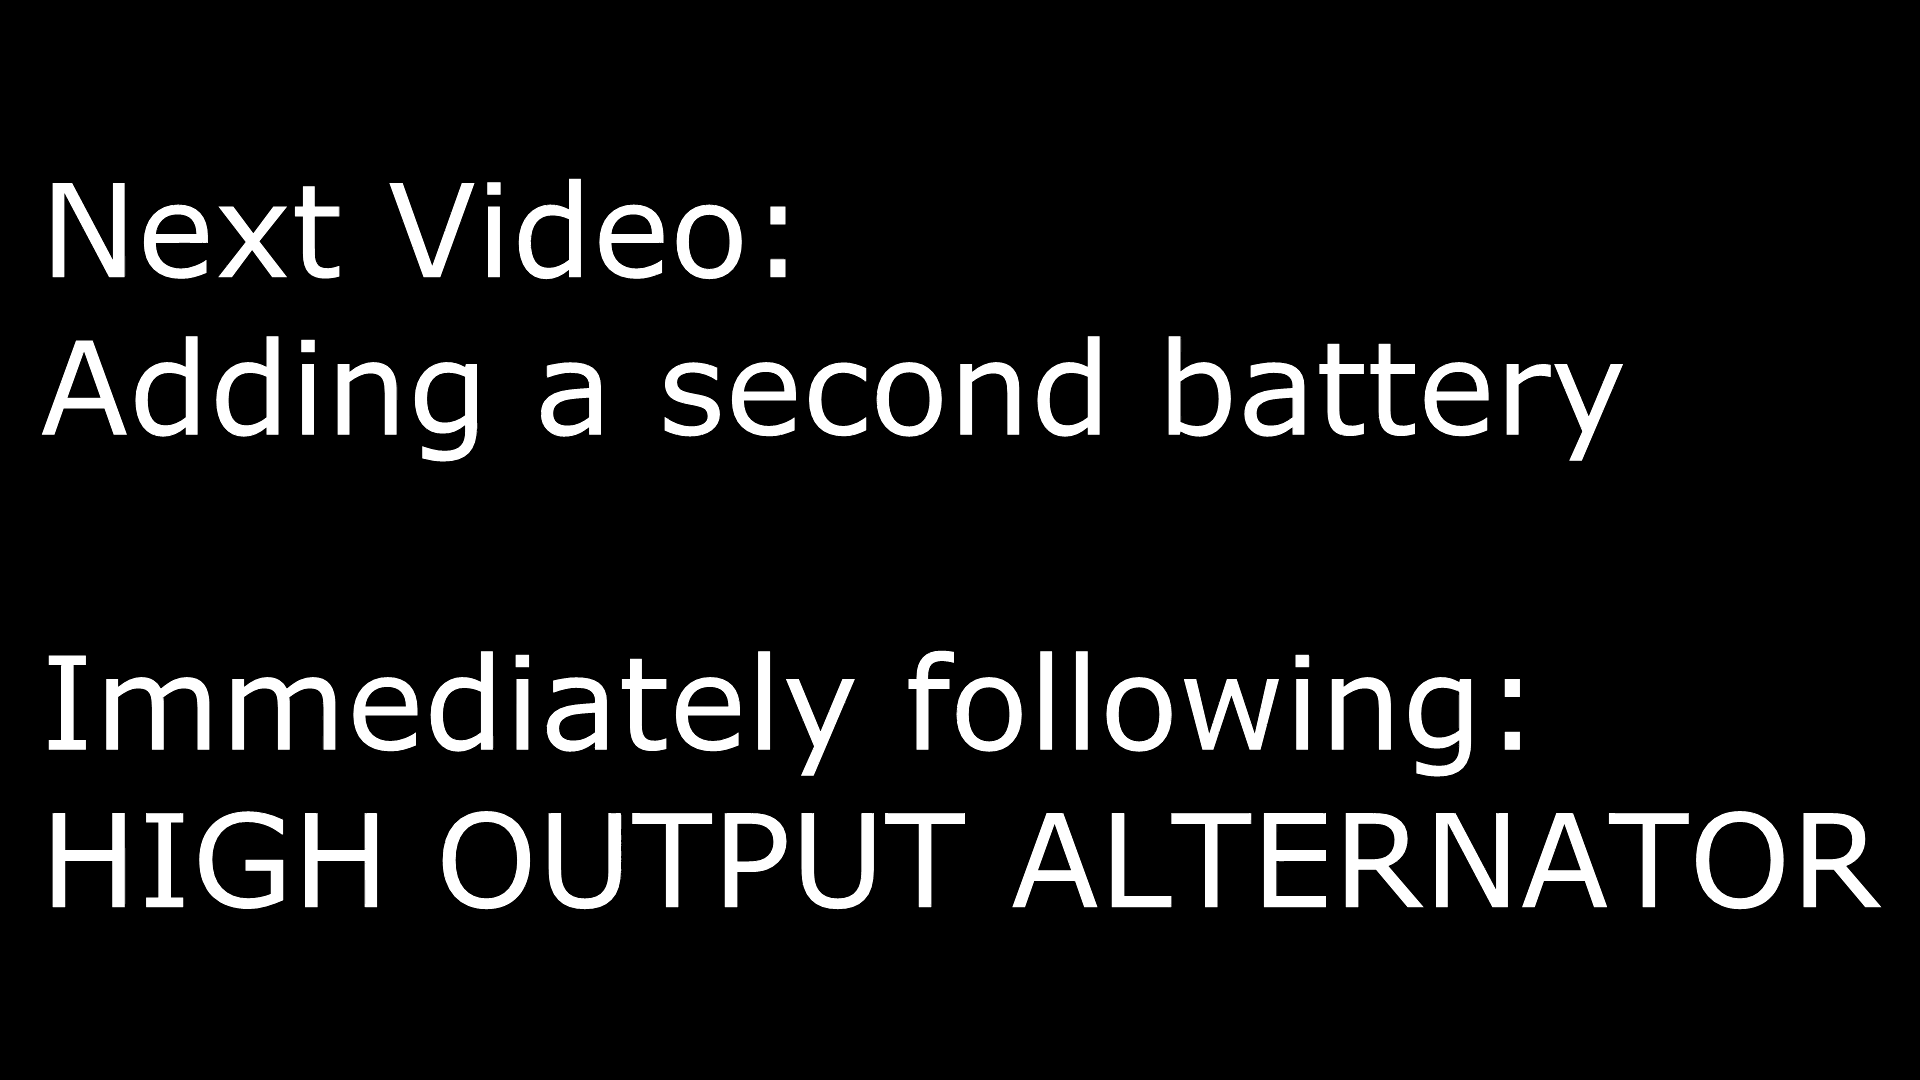 Next Video:
Adding a second battery
Immediately following:
HIGH OUTPUT ALTERNATOR